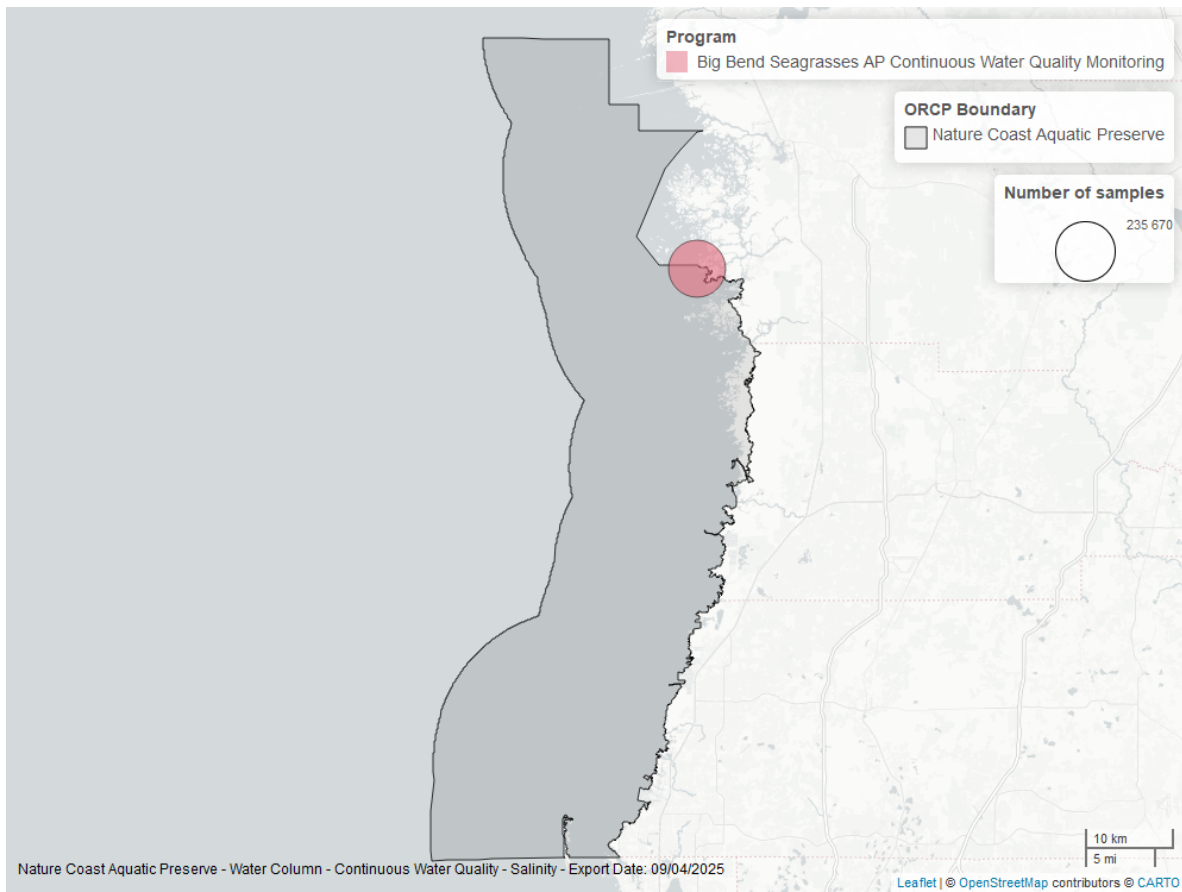 Program
Big Bend Seagrasses AP Continuous Water Quality Monitoring
ORCP Boundary
Nature Coast Aquatic Preserve
Number of samples
235 670
10 km
5 mi
Nature Coast Aquatic Preserve - Water Column - Continuous Water Quality - Salinity - Export Date: 09/04/2025
Leaflet | © OpenStreetMap contributors © CARTO